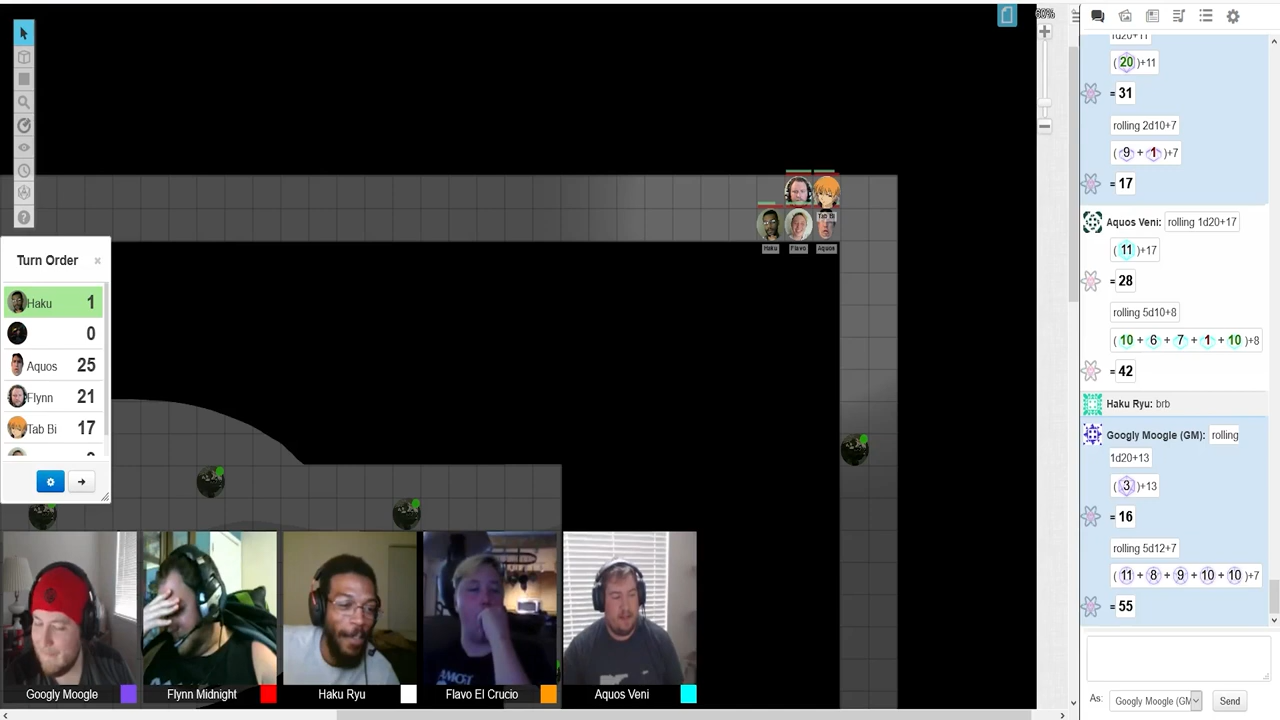 60%
1d20+11
(20)+11
=31
rolling 2d10+7
(9+1)+7
=17
Aquos Veni: rolling 1d20+17
(11)+17
=28
rolling 5d10+8
(10+6+7+1+10)+8
=42
Haku Ryu: brb
Googly Moogle (GM): rolling
1d20+13
(3)+13
=16
rolling 5d12+7
(11+8+9+10+10)+7
=55
As: Googly Moogle (GM
Send
Tab Bi
Haku Flavo Aquos
Turn Order ×
Haku 1
0
Aquos 25
Flynn 21
Tab Bi 17
Googly Moogle
Flynn Midnight
Haku Ryu
Flavo El Crucio
Aquos Veni